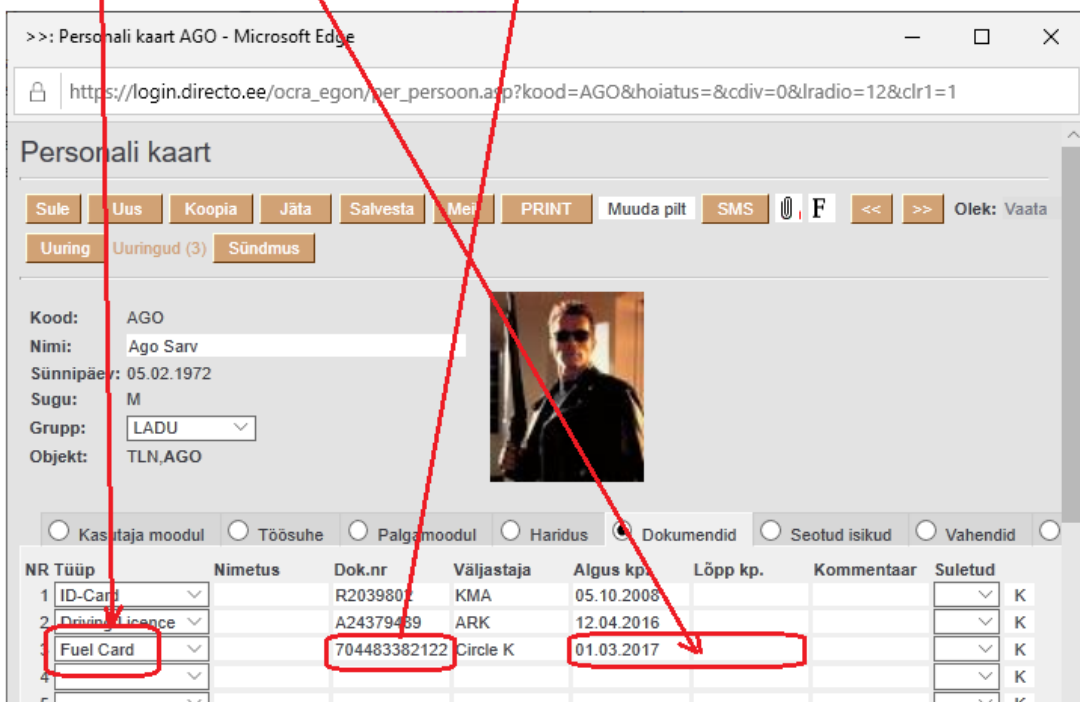 >>: Personali kaart AGO - Microsoft Edge
https://login.directo.ee/ocra_egon/per_persoon.asp?kood=AGO&hoiatus=&cdiv=0&lradio=12&clr1=1
Personali kaart
Sule Uus Koopia Jäta Salvesta Meil PRINT Muuda pilt SMS F << >> Olek: Vaata
Uuring Uuringud (3) Sündmus
Kood: AGO
Nimi: Ago Sarv
Sünnipäev: 05.02.1972
Sugu: M
Grupp: LADU
Objekt: TLN,AGO
Kasutaja moodul Töösuhe Palgamoodul Haridus Dokumendid Seotud isikud Vahendid
NR Tüüp Nimetus Dok.nr Väljastaja Algus kp. Lõpp kp. Kommentaar Suletud
1 ID-Card R2039802 KMA 05.10.2008 K
2 Driving Licence A24379489 ARK 12.04.2016 K
3 Fuel Card 704483382122 Circle K 01.03.2017 K
4 K
5 K